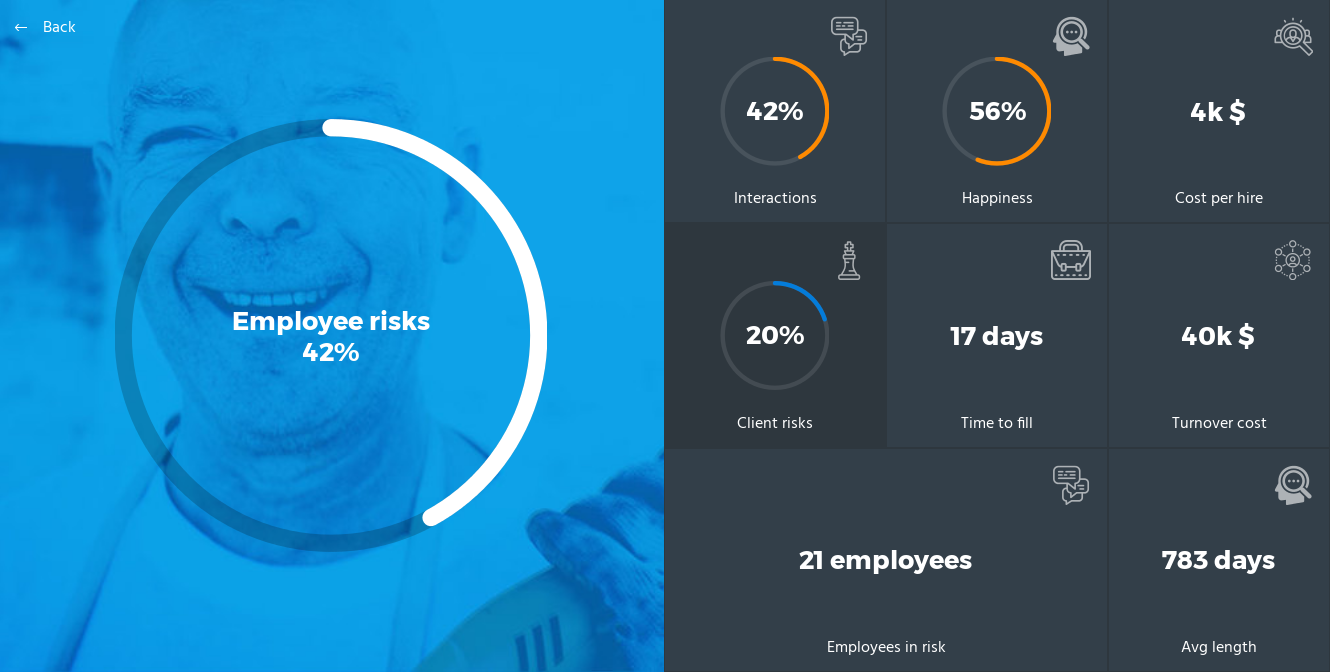 Back
Employee risks
42%
42%
Interactions
56%
Happiness
4k $
Cost per hire
20%
Client risks
17 days
Time to fill
40k $
Turnover cost
21 employees
Employees in risk
783 days
Avg length